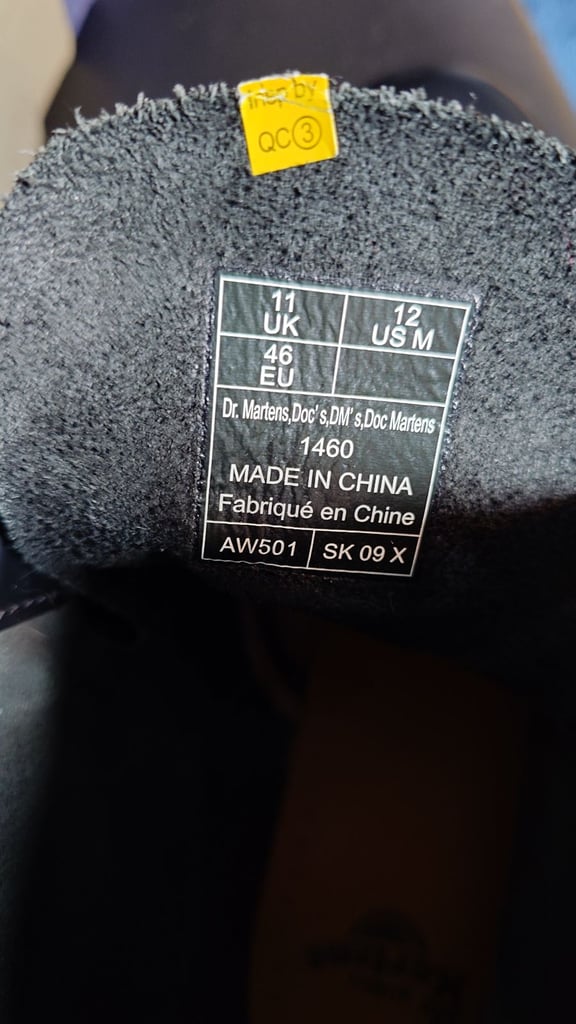 Insp by
QC③
11
UK
12
US M
46
EU
Dr. Martens,Doc's,DM's,Doc Martens
1460
MADE IN CHINA
Fabriqué en Chine
AW501
SK 09 X